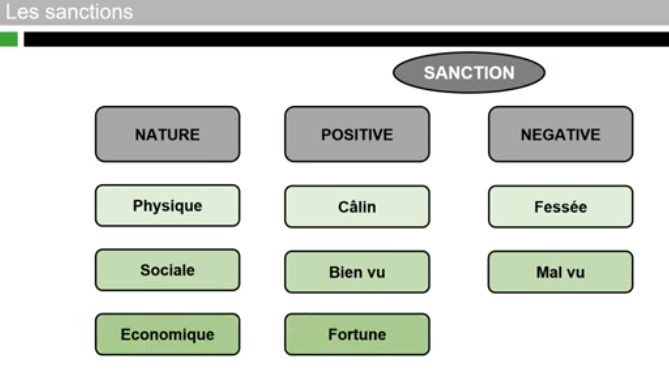 Les sanctions
SANCTION
NATURE
POSITIVE
NEGATIVE
Physique
Câlin
Fessée
Sociale
Bien vu
Mal vu
Economique
Fortune